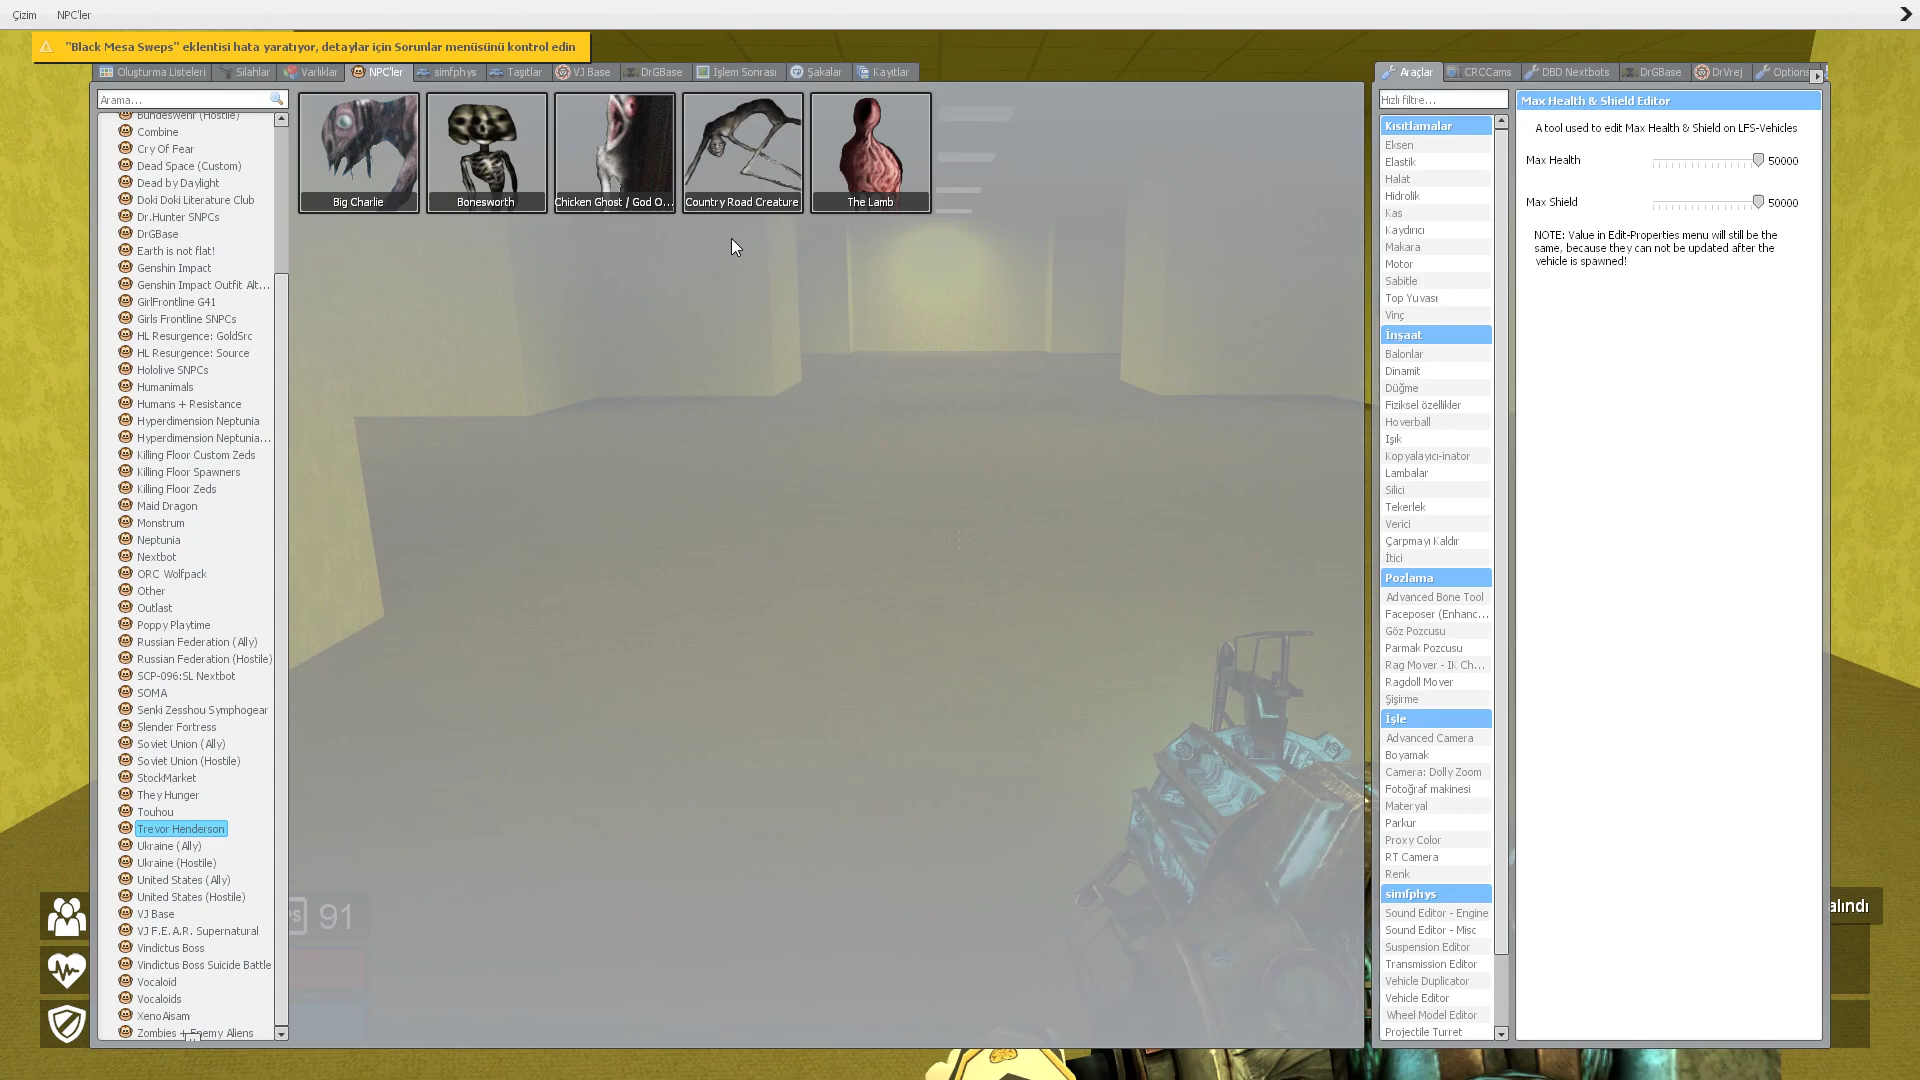 Çizim NPC'ler
"Black Mesa Sweps" eklentisi hata yaratıyor, detaylar için Sorunlar menüsünü kontrol edin
Oluşturma Listeleri Silahlar Varlıklar NPC'ler simfphys Taşıtlar VJ Base DrGBase İşlem Sonrası Şakalar Kayıtlar
Arama...
Bundeswehr (Hostile)
Combine
Cry Of Fear
Dead Space (Custom)
Dead by Daylight
Doki Doki Literature Club
Dr.Hunter SNPCs
DrGBase
Earth is not flat!
Genshin Impact
Genshin Impact Outfit Alt...
GirlFrontline G41
Girls Frontline SNPCs
HL Resurgence: GoldSrc
HL Resurgence: Source
Hololive SNPCs
Humanimals
Humans + Resistance
Hyperdimension Neptunia
Hyperdimension Neptunia...
Killing Floor Custom Zeds
Killing Floor Spawners
Killing Floor Zeds
Maid Dragon
Monstrum
Neptunia
Nextbot
ORC Wolfpack
Other
Outlast
Poppy Playtime
Russian Federation (Ally)
Russian Federation (Hostile)
SCP-096:SL Nextbot
SOMA
Senki Zesshou Symphogear
Slender Fortress
Soviet Union (Ally)
Soviet Union (Hostile)
StockMarket
They Hunger
Touhou
Trevor Henderson
Ukraine (Ally)
Ukraine (Hostile)
United States (Ally)
United States (Hostile)
VJ Base
VJ F.E.A.R. Supernatural
Vindictus Boss
Vindictus Boss Suicide Battle
Vocaloid
Vocaloids
XenoAisam
Zombies + Enemy Aliens
Big Charlie
Bonesworth
Chicken Ghost / God O...
Country Road Creature
The Lamb
91
Araçlar CRCCams DBD Nextbots DrGBase DrVrej Options
Hızlı filtre...
Kısıtlamalar
Eksen
Elastik
Halat
Hidrolik
Kas
Kaydırıcı
Makara
Motor
Sabitle
Top Yuvası
Vinç
İnşaat
Balonlar
Dinamit
Düğme
Fiziksel özellikler
Hoverball
Işık
Kopyalayıcı-inator
Lambalar
Silici
Tekerlek
Verici
Çarpmayı Kaldır
İtici
Pozlama
Advanced Bone Tool
Faceposer (Enhanc...
Göz Pozcusu
Parmak Pozcusu
Rag Mover - IK Ch...
Ragdoll Mover
Şişirme
İşle
Advanced Camera
Boyamak
Camera: Dolly Zoom
Fotoğraf makinesi
Materyal
Parkur
Proxy Color
RT Camera
Renk
simfphys
Sound Editor - Engine
Sound Editor - Misc
Suspension Editor
Transmission Editor
Vehicle Duplicator
Vehicle Editor
Wheel Model Editor
Projectile Turret
Max Health & Shield Editor
A tool used to edit Max Health & Shield on LFS-Vehicles
Max Health 50000
Max Shield 50000
NOTE: Value in Edit-Properties menu will still be
the same, because they can not be updated after the
vehicle is spawned!
alındı